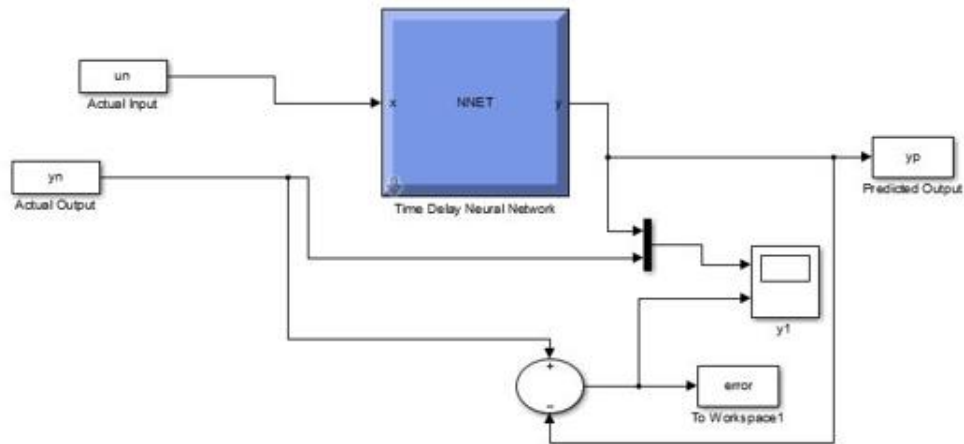 un
Actual Input
x
NNET
y
Time Delay Neural Network
yn
Actual Output
yp
Predicted Output
y1
+
−
error
To Workspace1